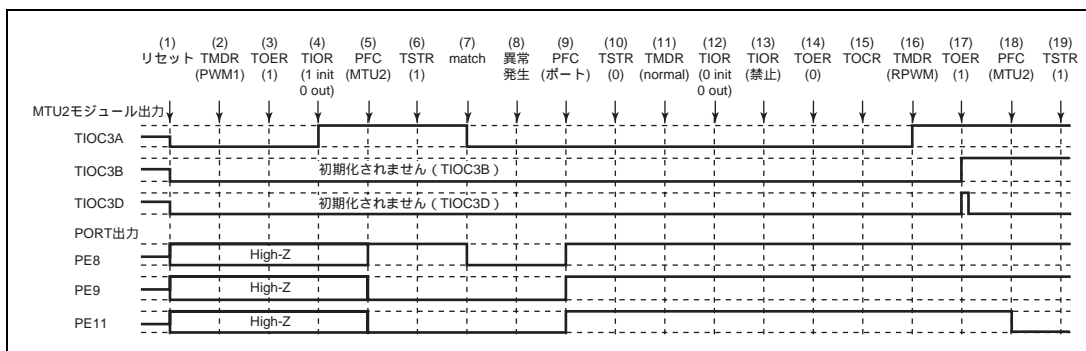 (1) (2) (3) (4) (5) (6) (7) (8) (9) (10) (11) (12) (13) (14) (15) (16) (17) (18) (19)
リセット TMDR TOER TIOR PFC TSTR match 異常 PFC TSTR TMDR TIOR TIOR TOER TOCR TMDR TOER PFC TSTR
(PWM1) (1) (1 init (MTU2) (1) 発生 (ポート) (0) (normal) (0 init (禁止) (0) (RPWM) (1) (MTU2) (1)
0 out) 0 out)
MTU2モジュール出力
TIOC3A
TIOC3B 初期化されません(TIOC3B)
TIOC3D 初期化されません(TIOC3D)
PORT出力
PE8 High-Z
PE9 High-Z
PE11 High-Z